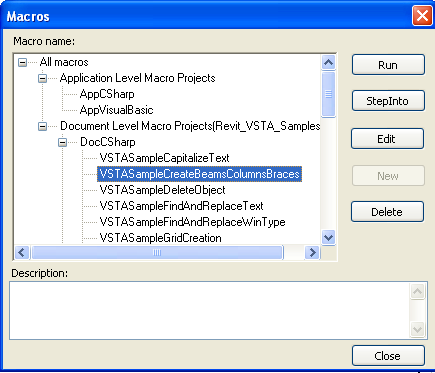 Macros
Macro name:
All macros
Application Level Macro Projects
AppCSharp
AppVisualBasic
Document Level Macro Projects(Revit_VSTA_Samples
DocCSharp
VSTASampleCapitalizeText
VSTASampleCreateBeamsColumnsBraces
VSTASampleDeleteObject
VSTASampleFindAndReplaceText
VSTASampleFindAndReplaceWinType
VSTASampleGridCreation
Run
StepInto
Edit
New
Delete
Description:
Close